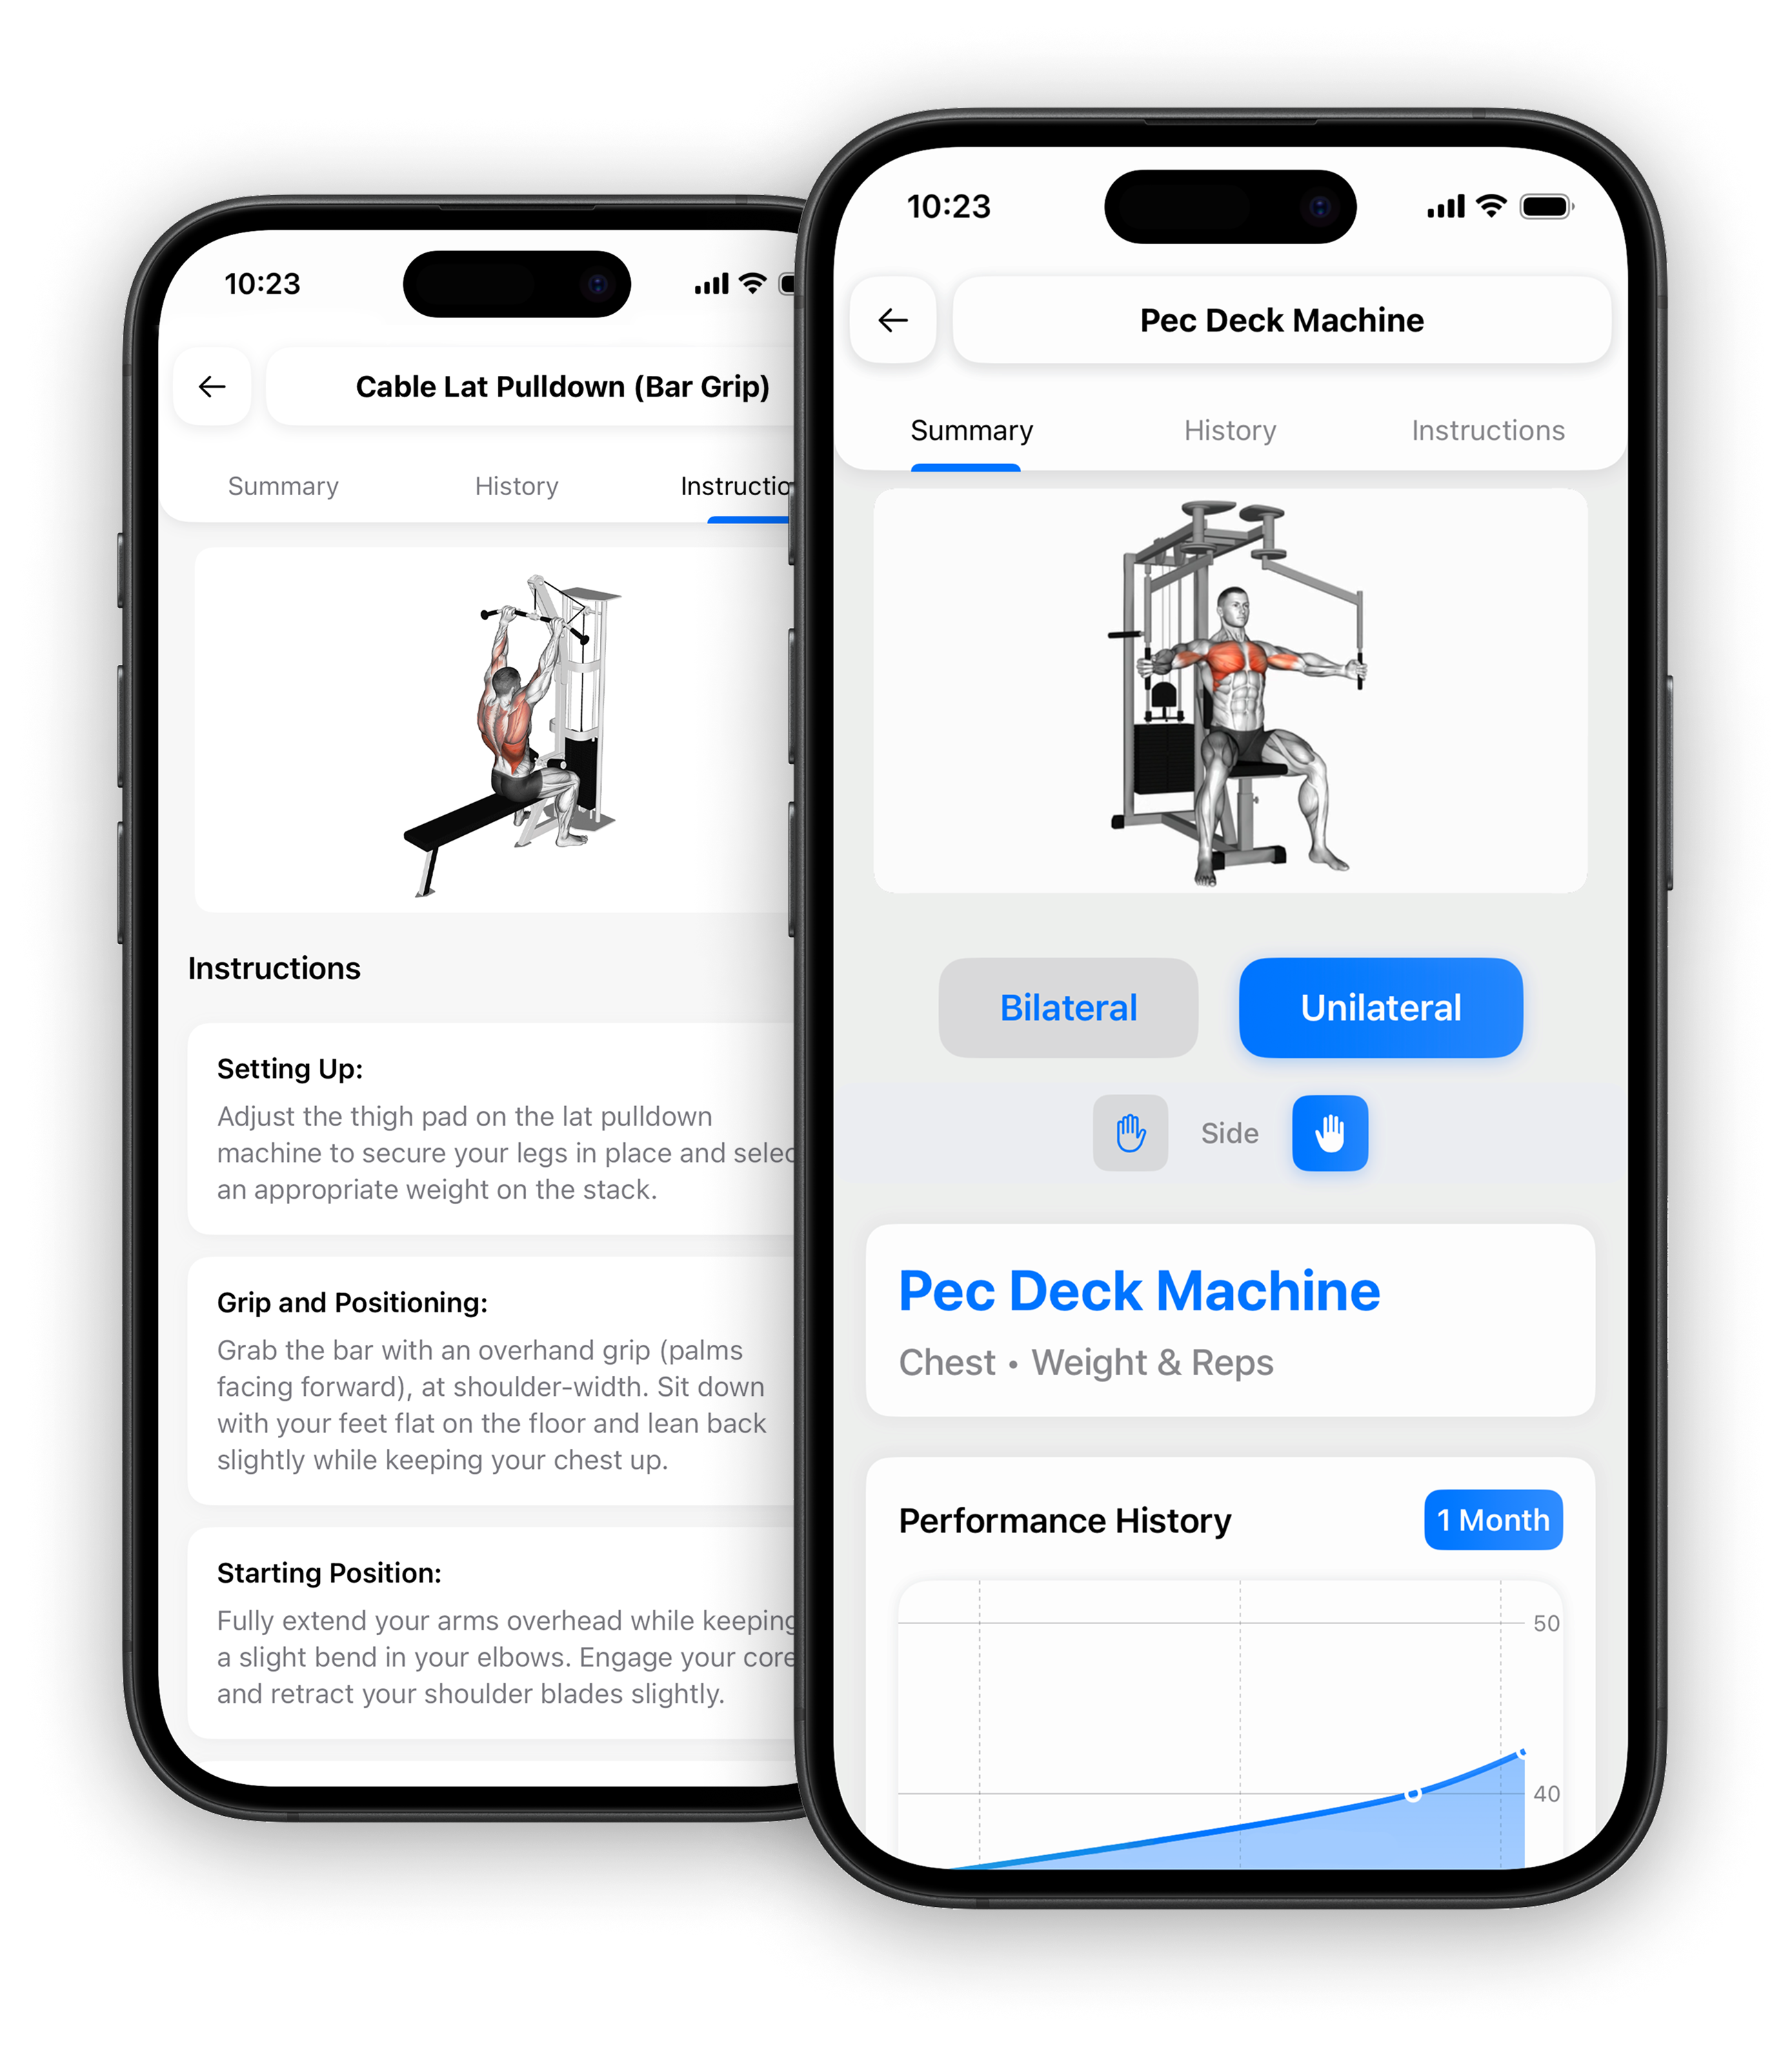 10:23
Cable Lat Pulldown (Bar Grip)
Summary
History
Instructio
Instructions
Setting Up:
Adjust the thigh pad on the lat pulldown
machine to secure your legs in place and selec
an appropriate weight on the stack.
Grip and Positioning:
Grab the bar with an overhand grip (palms
facing forward), at shoulder-width. Sit down
with your feet flat on the floor and lean back
slightly while keeping your chest up.
Starting Position:
Fully extend your arms overhead while keeping
a slight bend in your elbows. Engage your core
and retract your shoulder blades slightly.
10:23
Pec Deck Machine
Summary
History
Instructions
Bilateral
Unilateral
Side
Pec Deck Machine
Chest • Weight & Reps
Performance History
1 Month
50
40